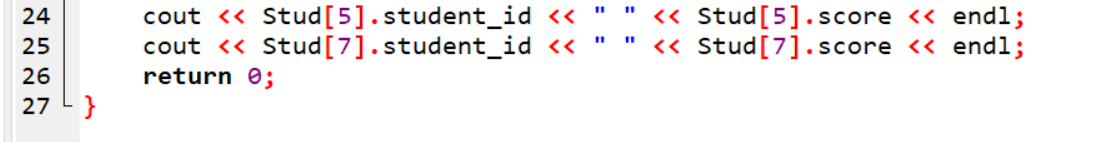 24 cout << Stud[5].student_id << " " << Stud[5].score << endl;
25 cout << Stud[7].student_id << " " << Stud[7].score << endl;
26 return 0;
27 }